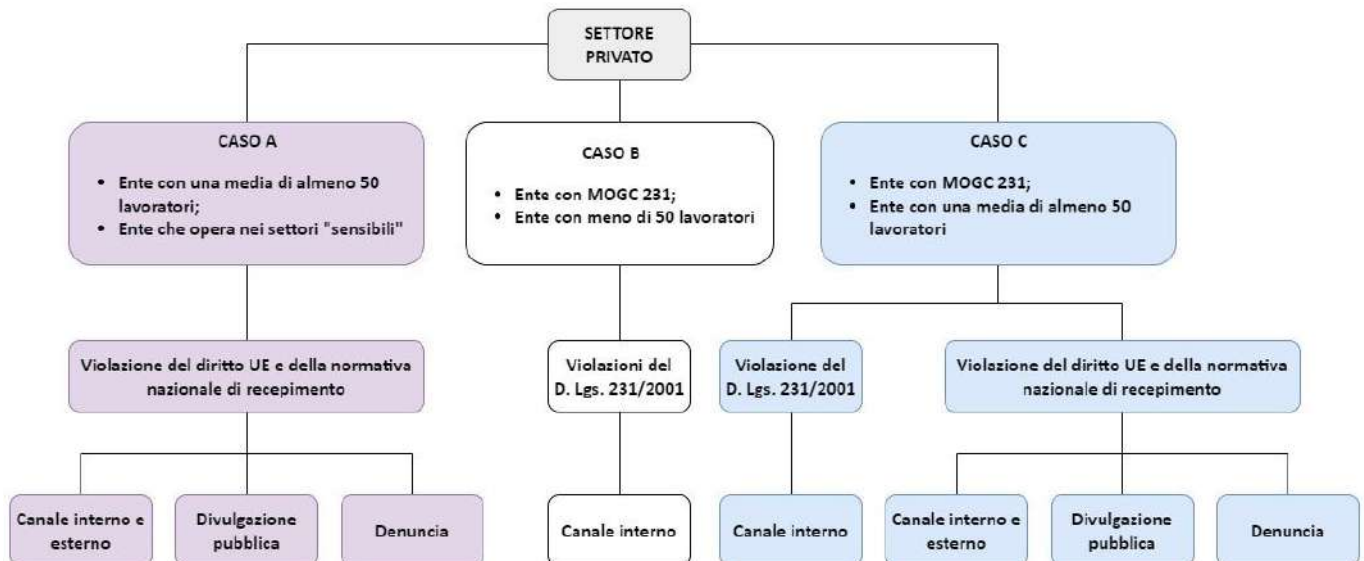 SETTORE
PRIVATO
CASO A
• Ente con una media di almeno 50
lavoratori;
• Ente che opera nei settori "sensibili"
CASO B
• Ente con MOGC 231;
• Ente con meno di 50 lavoratori
CASO C
• Ente con MOGC 231;
• Ente con una media di almeno 50
lavoratori
Violazione del diritto UE e della normativa
nazionale di recepimento
Violazioni del
D. Lgs. 231/2001
Violazione del
D. Lgs. 231/2001
Violazione del diritto UE e della normativa
nazionale di recepimento
Canale interno e
esterno
Divulgazione
pubblica
Denuncia
Canale interno
Canale interno
Canale interno e
esterno
Divulgazione
pubblica
Denuncia